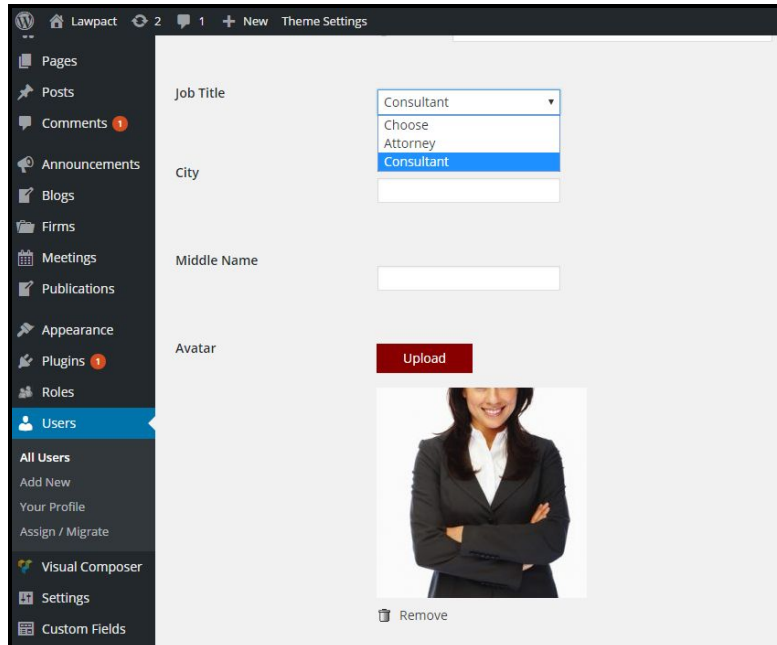 Lawpact 2 1 New Theme Settings
Pages
Posts
Comments 1
Announcements
Blogs
Firms
Meetings
Publications
Appearance
Plugins 1
Roles
Users
All Users
Add New
Your Profile
Assign / Migrate
Visual Composer
Settings
Custom Fields
Job Title
Consultant
Choose
Attorney
Consultant
City
Middle Name
Avatar
Upload
Remove